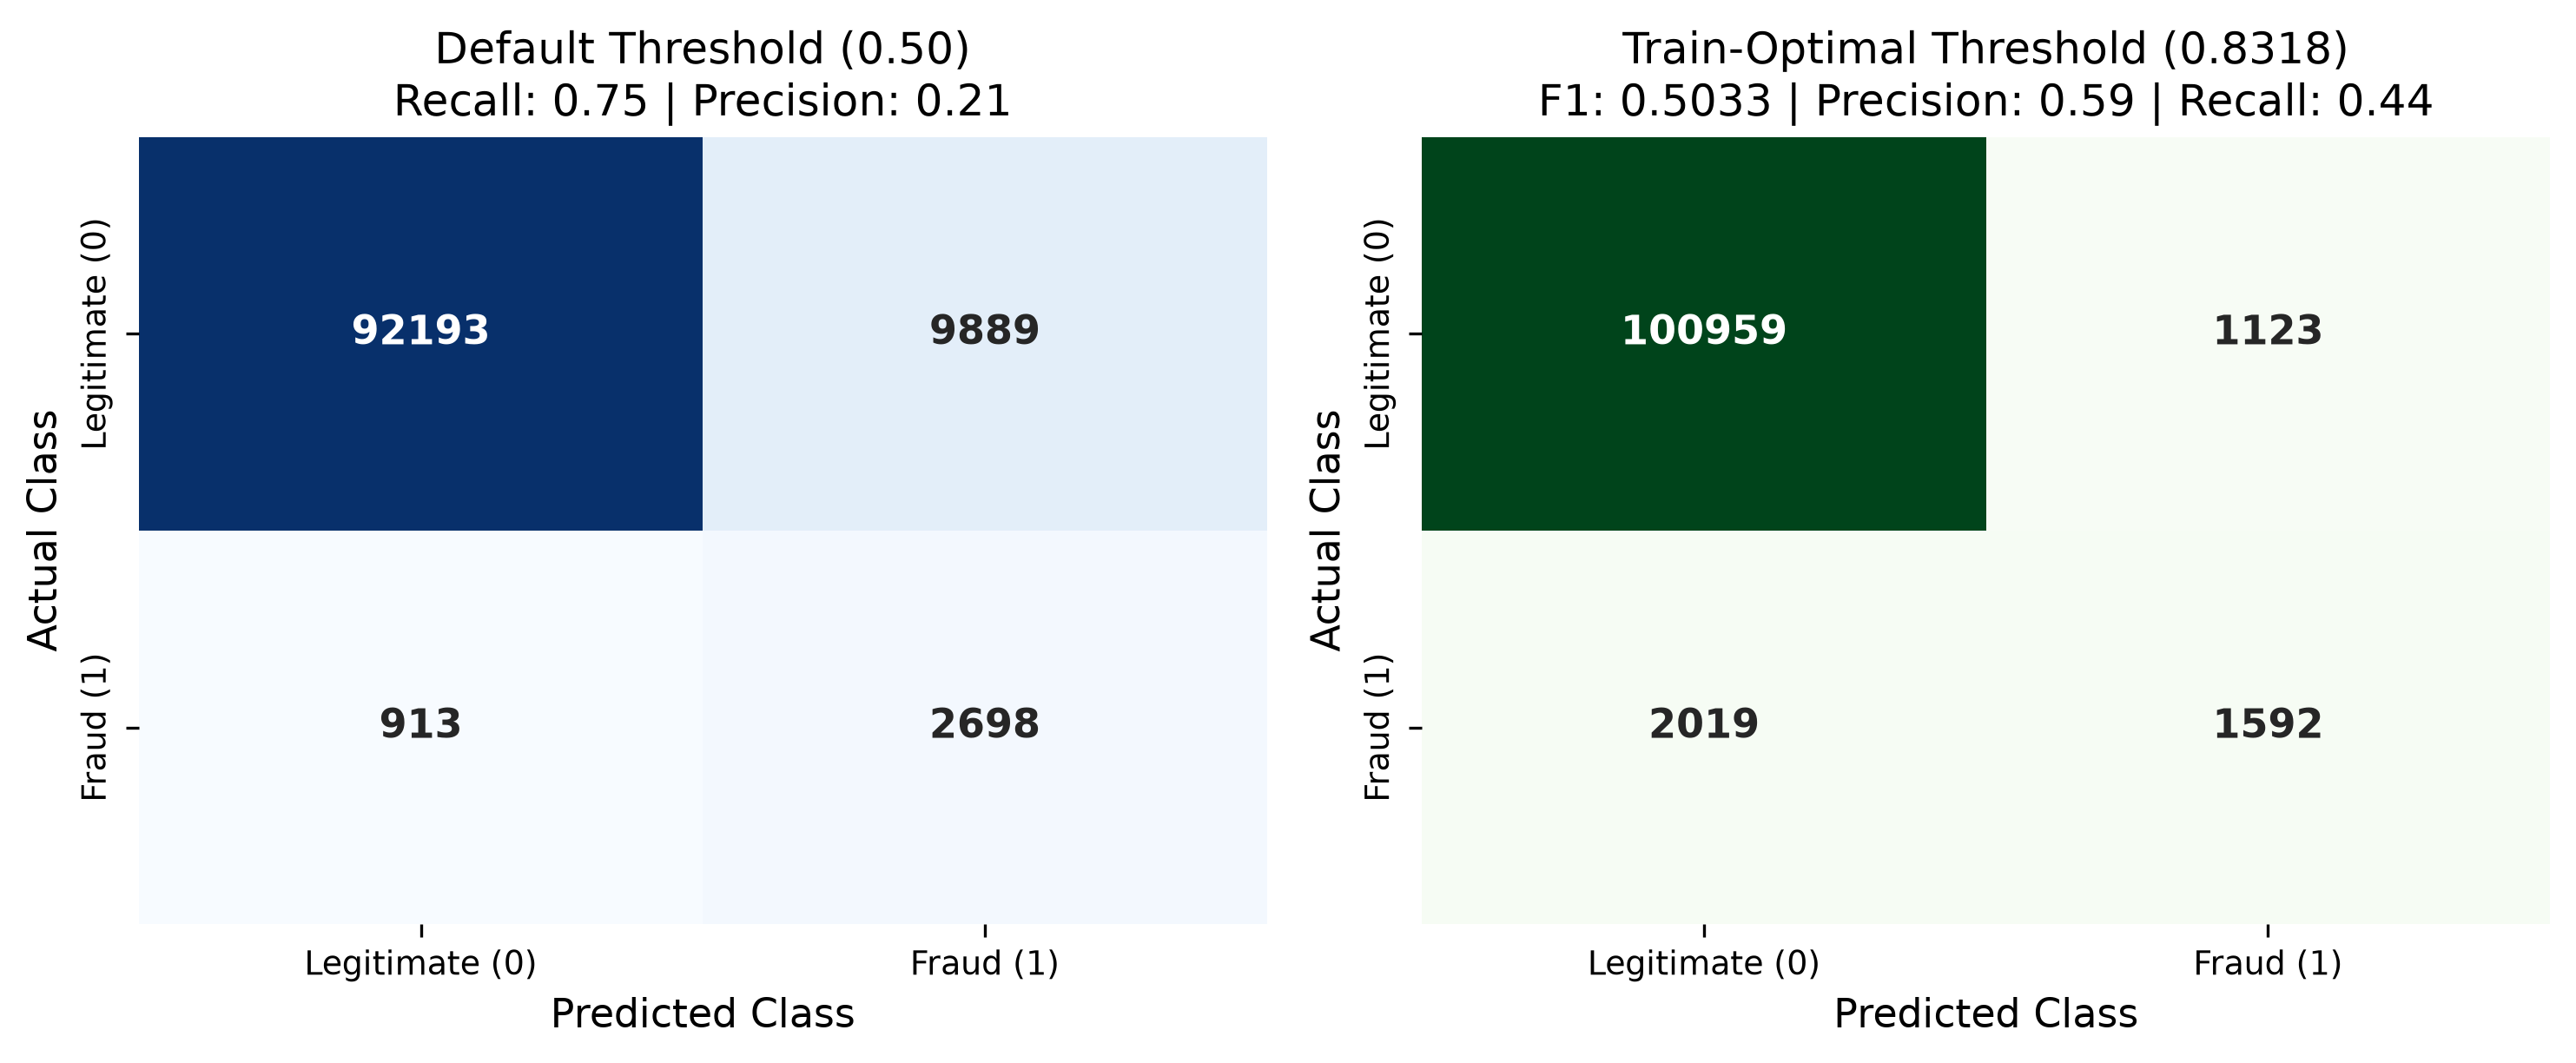 Default Threshold (0.50)
Recall: 0.75 | Precision: 0.21
Actual Class
Legitimate (0)
Fraud (1)
92193
9889
913
2698
Legitimate (0)
Fraud (1)
Predicted Class
Train-Optimal Threshold (0.8318)
F1: 0.5033 | Precision: 0.59 | Recall: 0.44
Actual Class
Legitimate (0)
Fraud (1)
100959
1123
2019
1592
Legitimate (0)
Fraud (1)
Predicted Class